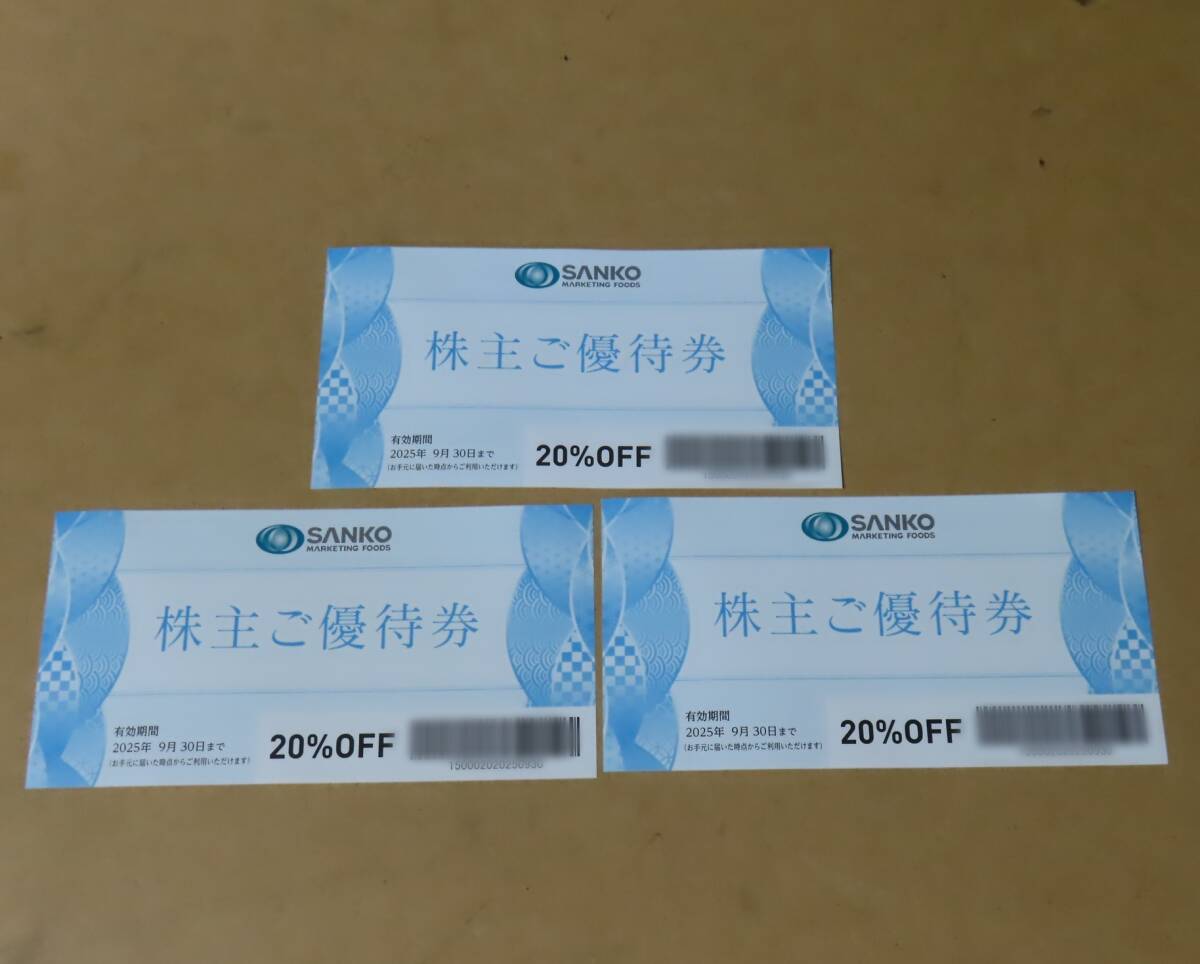 SANKO
MARKETING FOODS
株主ご優待券
有効期間
2025年 9月 30日まで
(お手元に届いた時点からご利用いただけます)
20%OFF
SANKO
MARKETING FOODS
株主ご優待券
有効期間
2025年 9月 30日まで
(お手元に届いた時点からご利用いただけます)
20%OFF
150002020250930
SANKO
MARKETING FOODS
株主ご優待券
有効期間
2025年 9月 30日まで
(お手元に届いた時点からご利用いただけます)
20%OFF